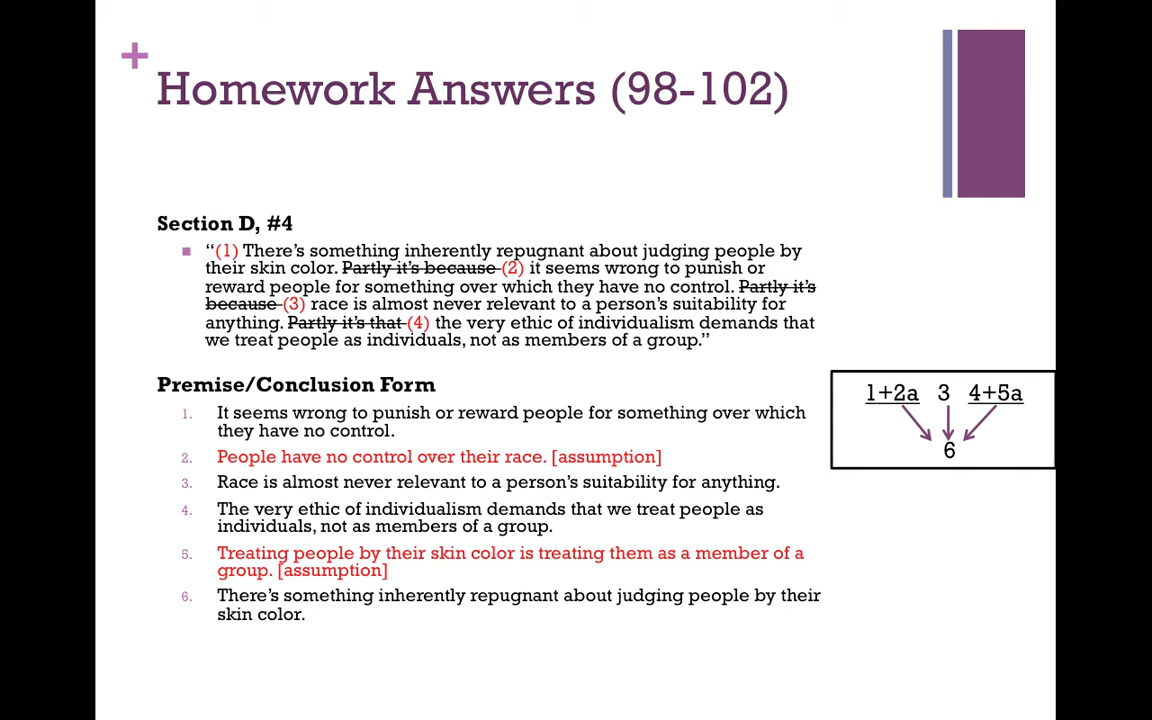 +
Homework Answers (98-102)
Section D, #4
“(1) There’s something inherently repugnant about judging people by
their skin color. Partly it’s because (2) it seems wrong to punish or
reward people for something over which they have no control. Partly it’s
because (3) race is almost never relevant to a person’s suitability for
anything. Partly it’s that (4) the very ethic of individualism demands that
we treat people as individuals, not as members of a group.”
Premise/Conclusion Form
1. It seems wrong to punish or reward people for something over which
they have no control.
2. People have no control over their race. [assumption]
3. Race is almost never relevant to a person’s suitability for anything.
4. The very ethic of individualism demands that we treat people as
individuals, not as members of a group.
5. Treating people by their skin color is treating them as a member of a
group. [assumption]
6. There’s something inherently repugnant about judging people by their
skin color.
1+2a 3 4+5a
6